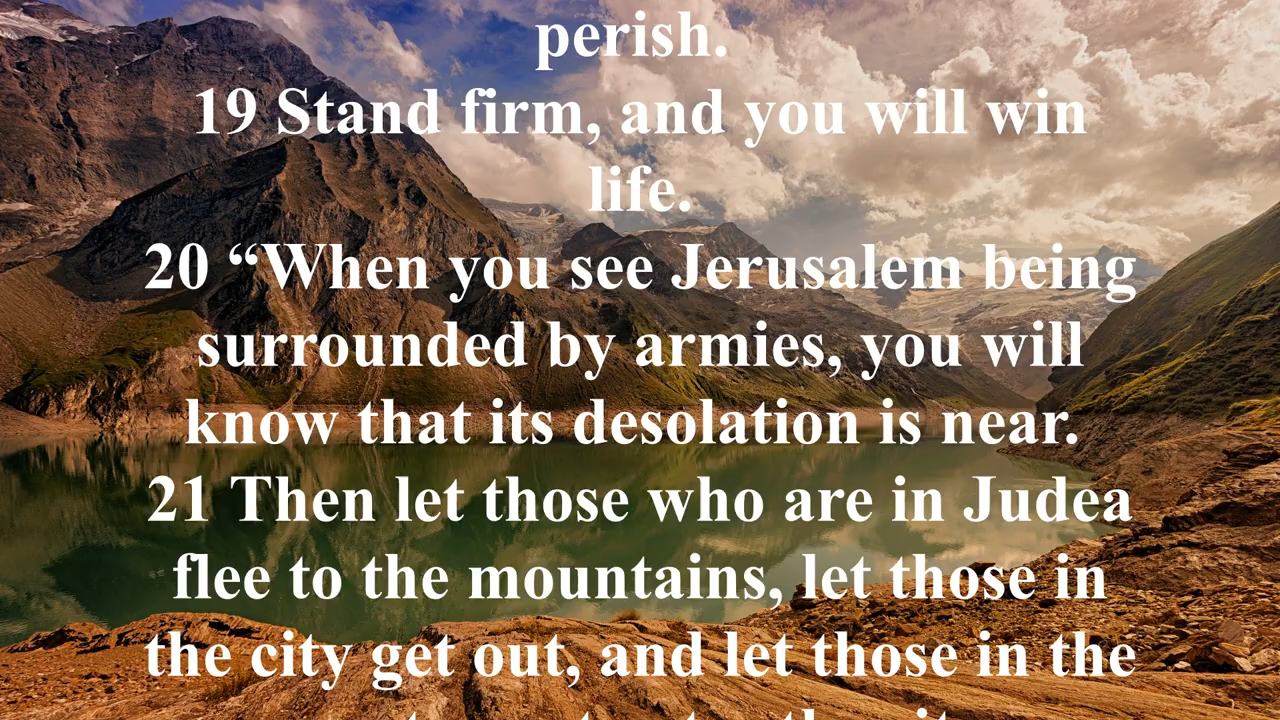 perish.
19 Stand firm, and you will win
life.
20 “When you see Jerusalem being
surrounded by armies, you will
know that its desolation is near.
21 Then let those who are in Judea
flee to the mountains, let those in
the city get out, and let those in the